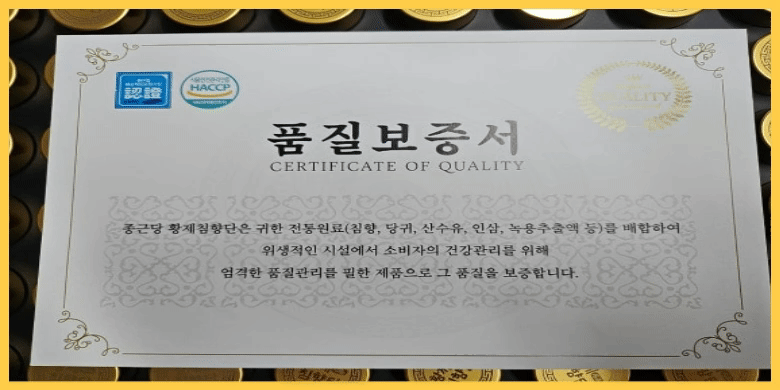 認證
HACCP
QUALITY
품질보증서
CERTIFICATE OF QUALITY
종근당 황제침향단은 귀한 전통원료(침향, 당귀, 산수유, 인삼, 녹용추출액 등)를 배합하여
위생적인 시설에서 소비자의 건강관리를 위해
엄격한 품질관리를 필한 제품으로 그 품질을 보증합니다.